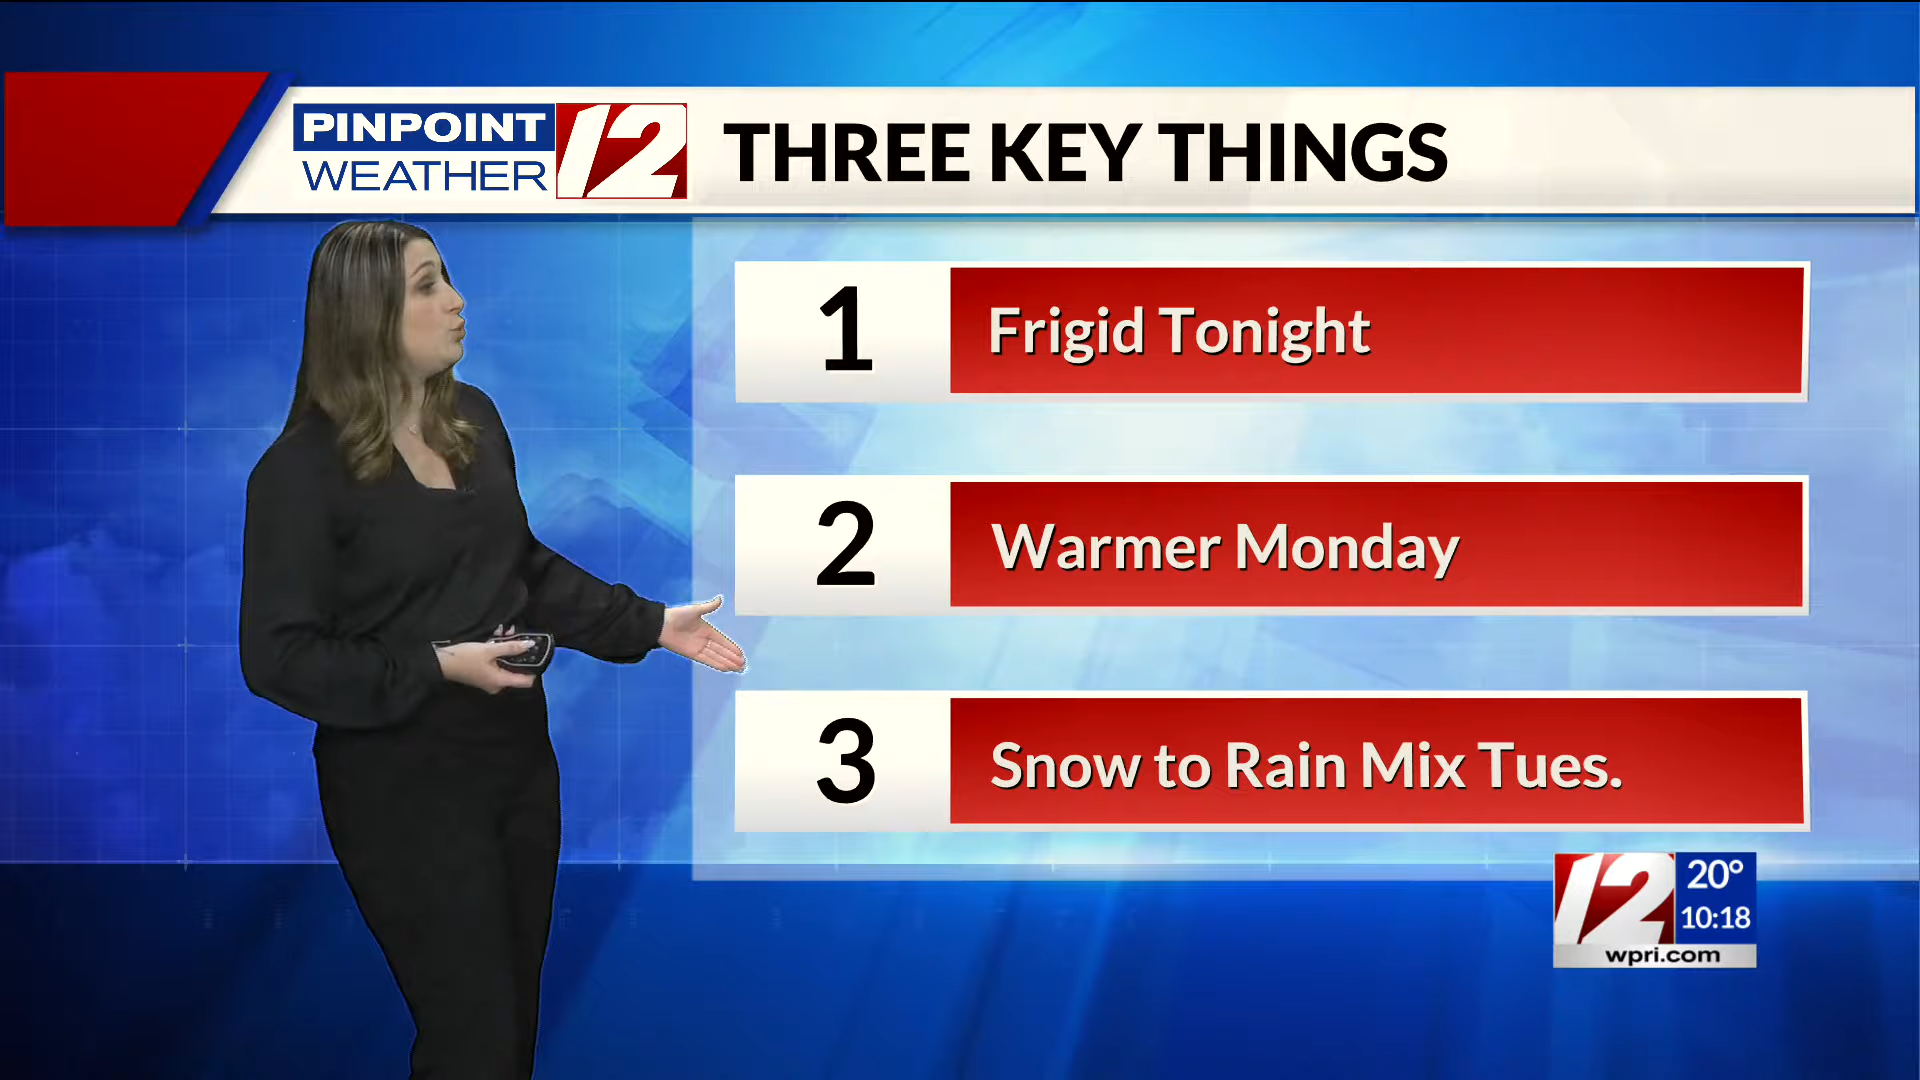 PINPOINT
WEATHER
12
THREE KEY THINGS
1
Frigid Tonight
2
Warmer Monday
3
Snow to Rain Mix Tues.
12
20°
10:18
wpri.com